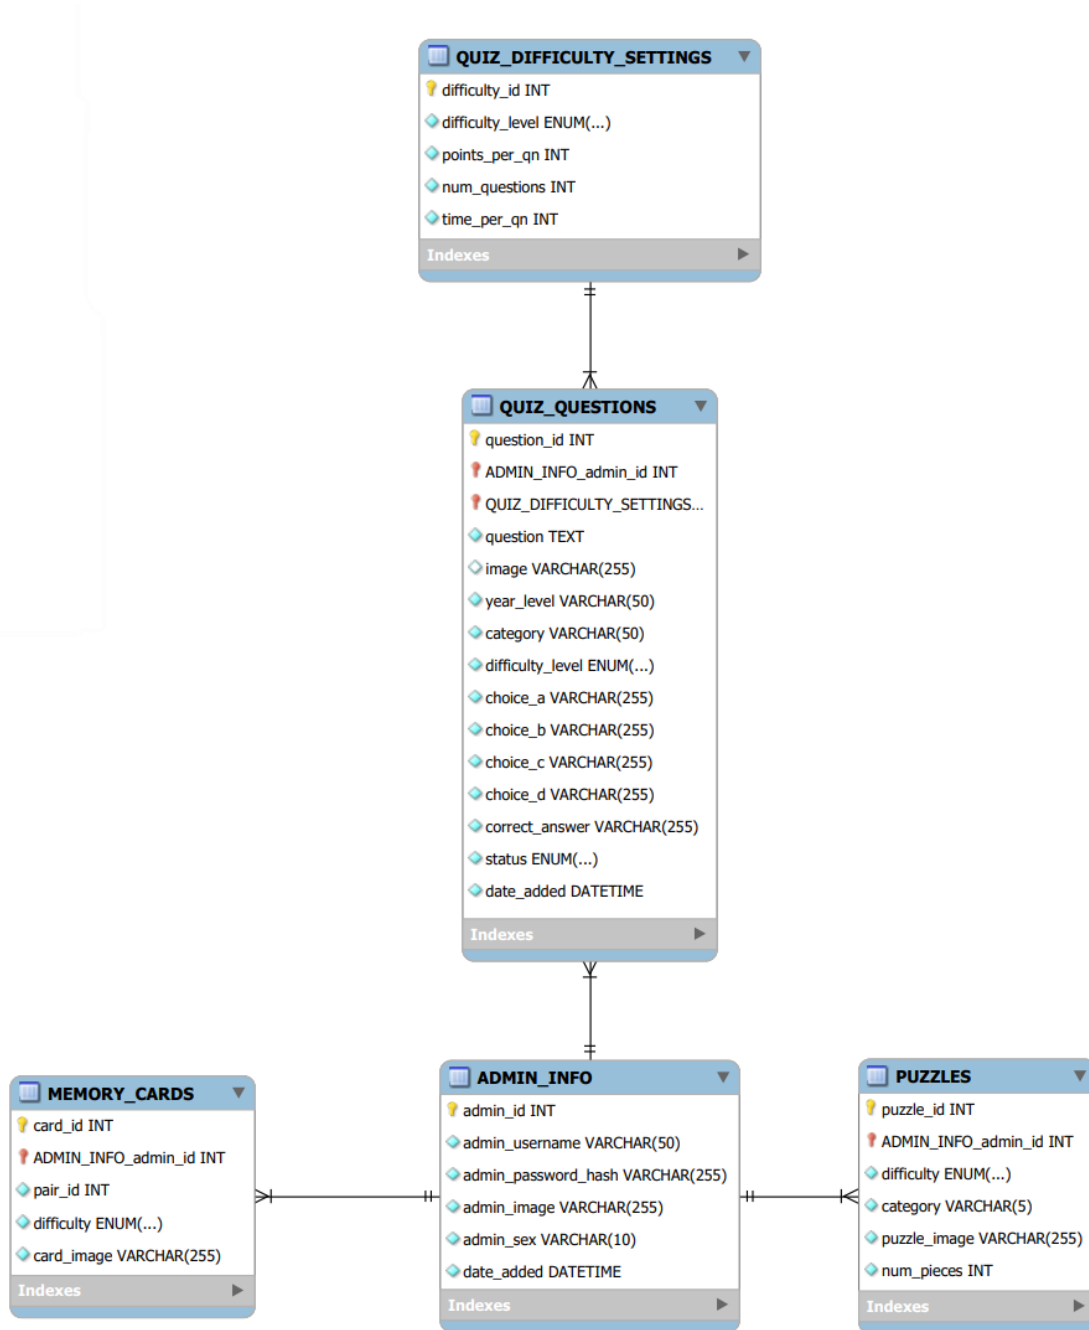 QUIZ_DIFFICULTY_SETTINGS
difficulty_id INT
difficulty_level ENUM(...)
points_per_qn INT
num_questions INT
time_per_qn INT
Indexes
QUIZ_QUESTIONS
question_id INT
ADMIN_INFO_admin_id INT
QUIZ_DIFFICULTY_SETTINGS...
question TEXT
image VARCHAR(255)
year_level VARCHAR(50)
category VARCHAR(50)
difficulty_level ENUM(...)
choice_a VARCHAR(255)
choice_b VARCHAR(255)
choice_c VARCHAR(255)
choice_d VARCHAR(255)
correct_answer VARCHAR(255)
status ENUM(...)
date_added DATETIME
Indexes
MEMORY_CARDS
card_id INT
ADMIN_INFO_admin_id INT
pair_id INT
difficulty ENUM(...)
card_image VARCHAR(255)
Indexes
ADMIN_INFO
admin_id INT
admin_username VARCHAR(50)
admin_password_hash VARCHAR(255)
admin_image VARCHAR(255)
admin_sex VARCHAR(10)
date_added DATETIME
Indexes
PUZZLES
puzzle_id INT
ADMIN_INFO_admin_id INT
difficulty ENUM(...)
category VARCHAR(5)
puzzle_image VARCHAR(255)
num_pieces INT
Indexes